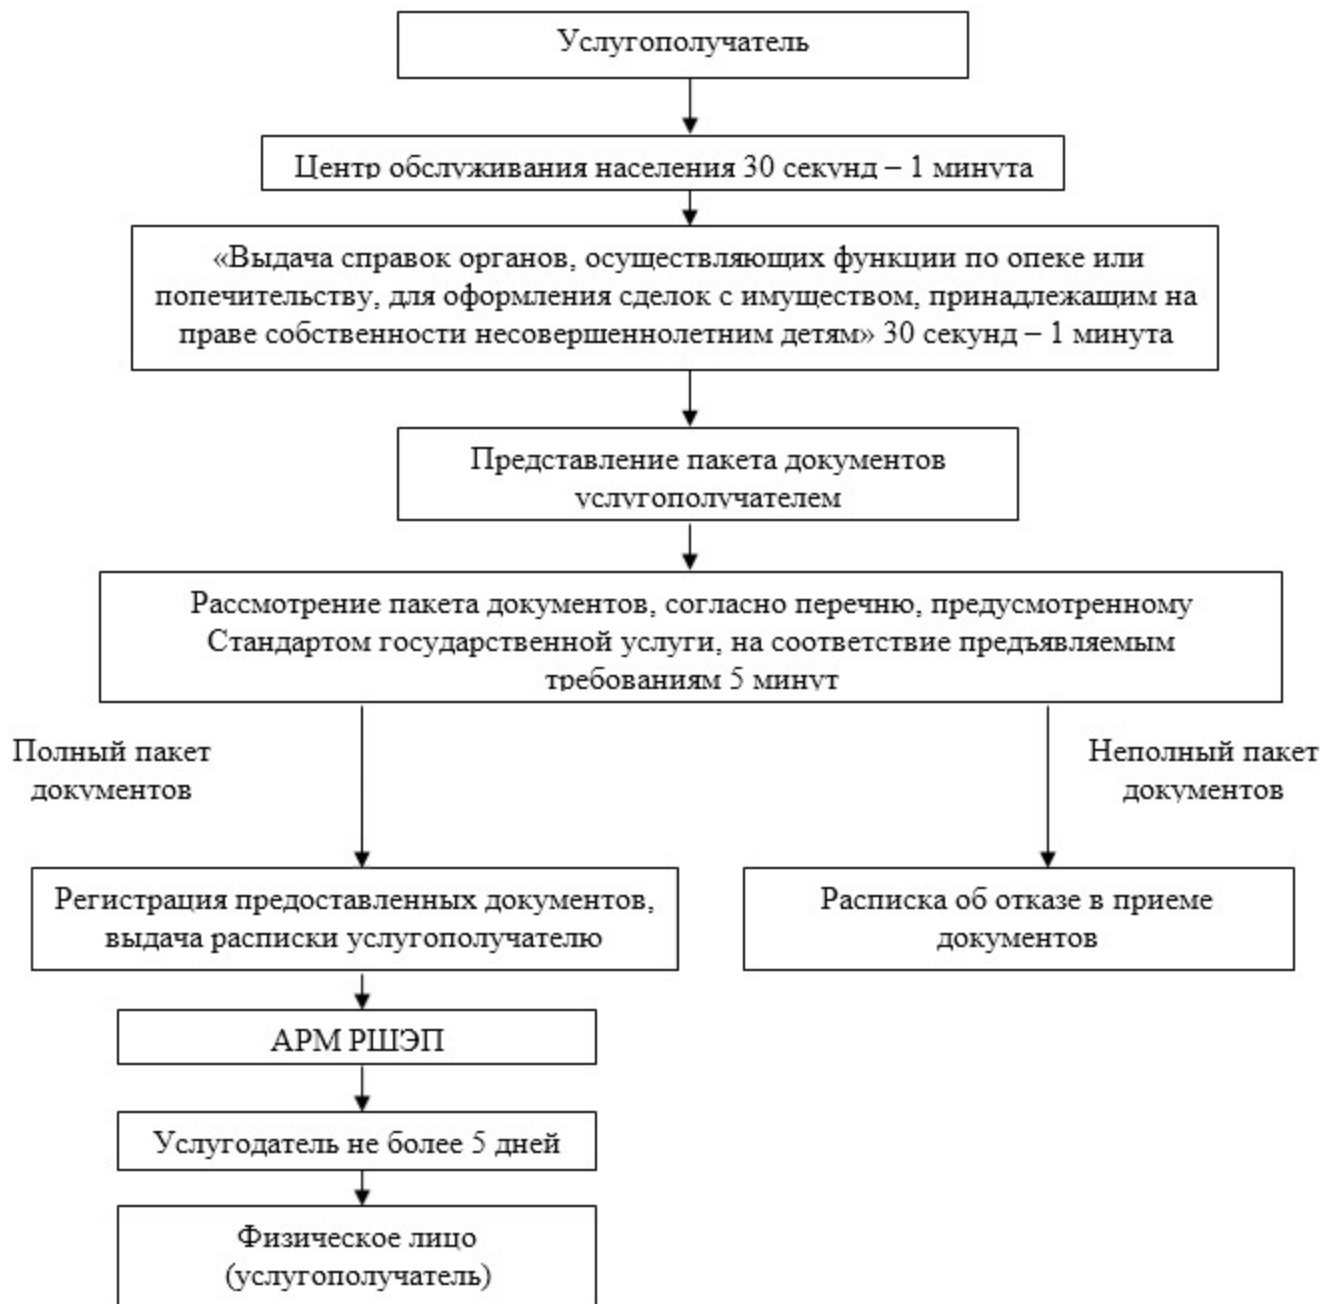 Услугополучатель
Центр обслуживания населения 30 секунд – 1 минута
«Выдача справок органов, осуществляющих функции по опеке или
попечительству, для оформления сделок с имуществом, принадлежащим на
праве собственности несовершеннолетним детям» 30 секунд – 1 минута
Представление пакета документов
услугополучателем
Рассмотрение пакета документов, согласно перечню, предусмотренному
Стандартом государственной услуги, на соответствие предъявляемым
требованиям 5 минут
Полный пакет
документов
Неполный пакет
документов
Регистрация предоставленных документов,
выдача расписки услугополучателю
Расписка об отказе в приеме
документов
АРМ РШЭП
Услугодатель не более 5 дней
Физическое лицо
(услугополучатель)